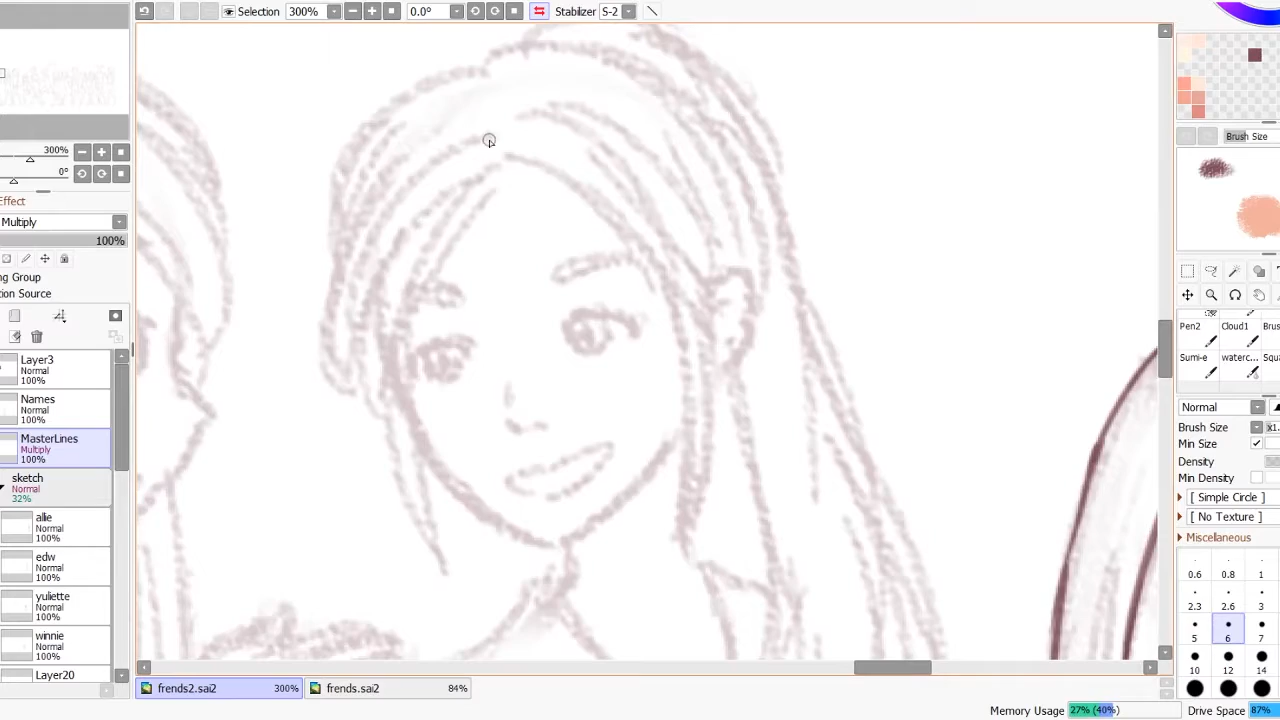 Selection 300% 0.0° Stabilizer S-2
300%
0°
Effect
Multiply
100%
Brush Size
Layer3
Normal
100%
Names
Normal
100%
MasterLines
Multiply
100%
sketch
Normal
32%
allie
Normal
100%
edw
Normal
100%
yuliette
Normal
100%
winnie
Normal
100%
Layer20
Pen2 Cloud1
Sumi-e waterc...
Normal
Brush Size x1.
Min Size
Density
Min Density
[ Simple Circle ]
[ No Texture ]
Miscellaneous
0.6 0.8 1
2.3 2.6 3
5 6 7
10 12 14
frends2.sai2 300% frends.sai2 84%
Memory Usage 27% (40%) Drive Space 87%